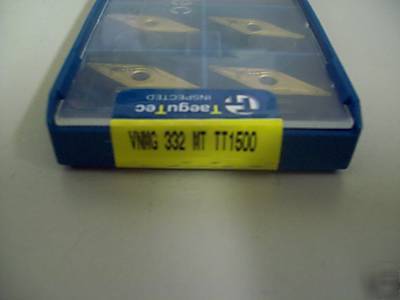 TaeguTec
INSPECTED
VNMG 332 MT TT1500